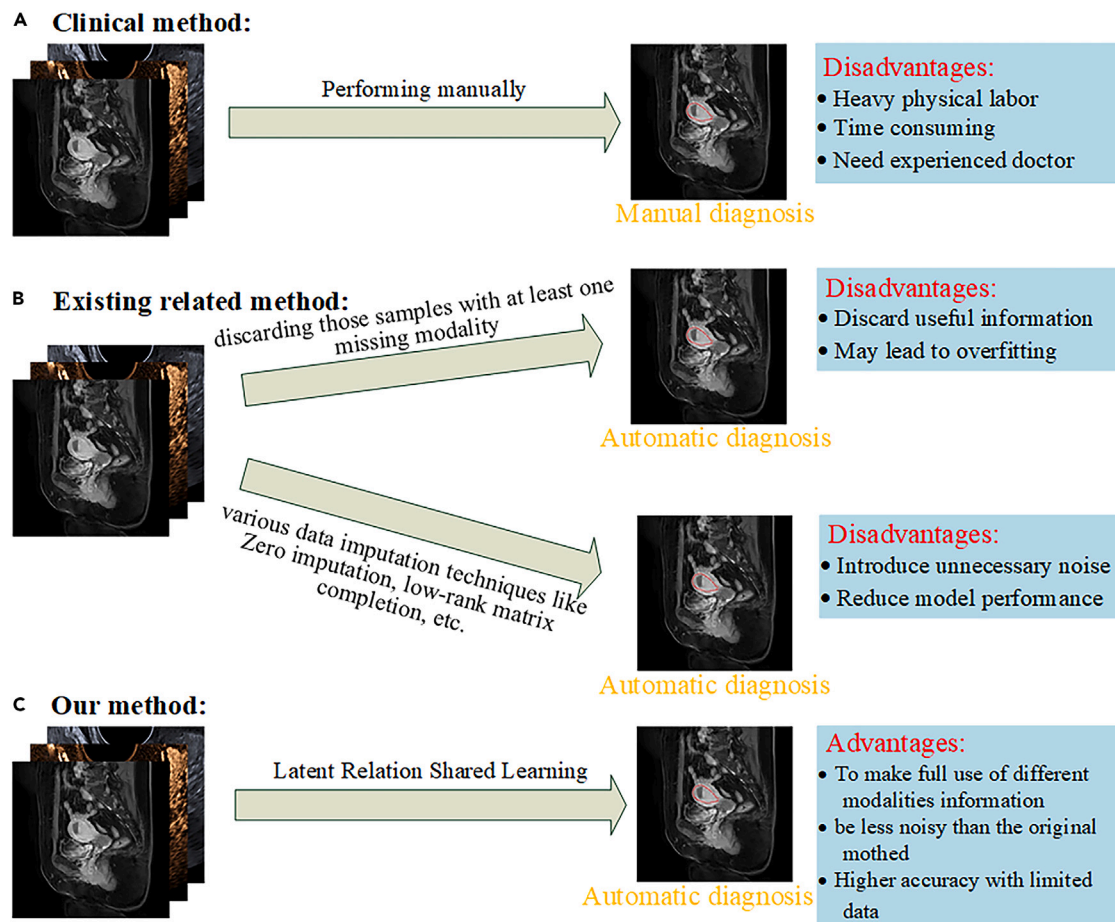 A Clinical method:
Performing manually
Manual diagnosis
Disadvantages:
• Heavy physical labor
• Time consuming
• Need experienced doctor
B Existing related method:
discarding those samples with at least one
missing modality
Automatic diagnosis
Disadvantages:
• Discard useful information
• May lead to overfitting
various data imputation techniques like
Zero imputation, low-rank matrix
completion, etc.
Automatic diagnosis
Disadvantages:
• Introduce unnecessary noise
• Reduce model performance
C Our method:
Latent Relation Shared Learning
Automatic diagnosis
Advantages:
• To make full use of different
modalities information
• be less noisy than the original
mothed
• Higher accuracy with limited
data